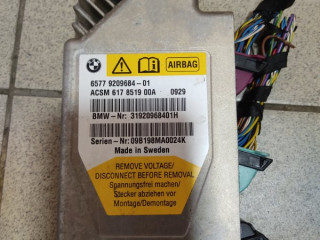 AIRBAG
6577 9209684-01
ACSM 617 8519 00A 0929
BMW-Nr: 31920968401H
Serien-Nr:09B198MA0024K
Made in Sweden
REMOVE VOLTAGE/
DISCONNECT BEFORE REMOVAL
Spannungsfrei machen/
Stecker abziehen vor
Montage/Demontage